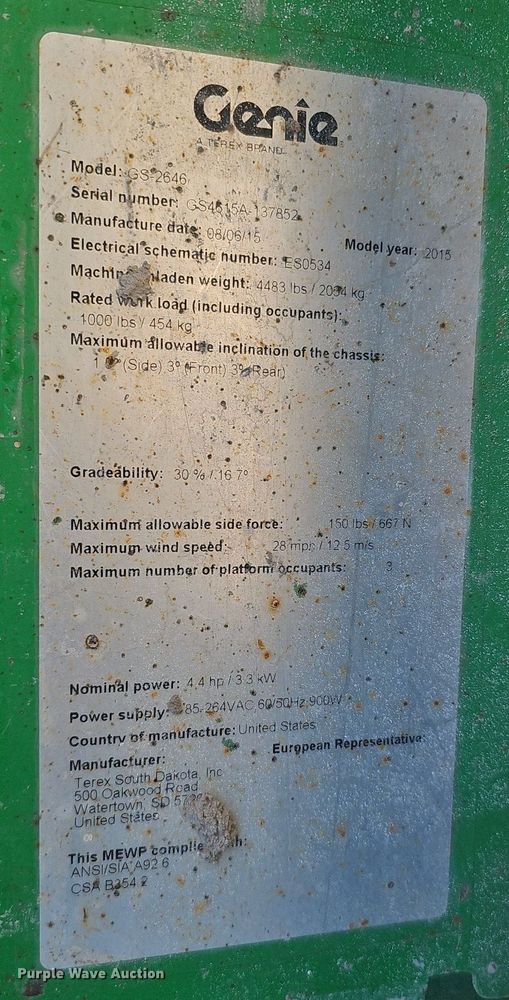 Genie
A TEREX BRAND
Model: GS-2646
Serial number: GS4615A-137852
Manufacture date: 08/06/15 Model year: 2015
Electrical schematic number: ES0534
laden weight: 4483 lbs / 2034 kg
Rated work load (including occupants):
1000 lbs / 454 kg
Maximum allowable inclination of the chassis:
(Side) 3° (Front) 3° (Rear)
Gradeability: 30 % / 16.7°
Maximum allowable side force: 150 lbs / 667 N
Maximum wind speed: 28 mph / 12.5 m/s
Maximum number of platform occupants: 3
Nominal power: 4.4 hp / 3.3 kW
Power supply: 85-264VAC 60/50Hz 900W
Country of manufacture: United States
Manufacturer: European Representative:
Terex South Dakota, Inc
500 Oakwood Road
Watertown, SD
United States
This MEWP
ANSI/SIA A92.6
CSA B354.2
Purple Wave Auction